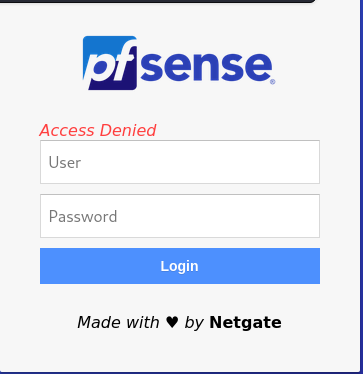 pfsense®
Access Denied
User
Password
Login
Made with ♥ by Netgate